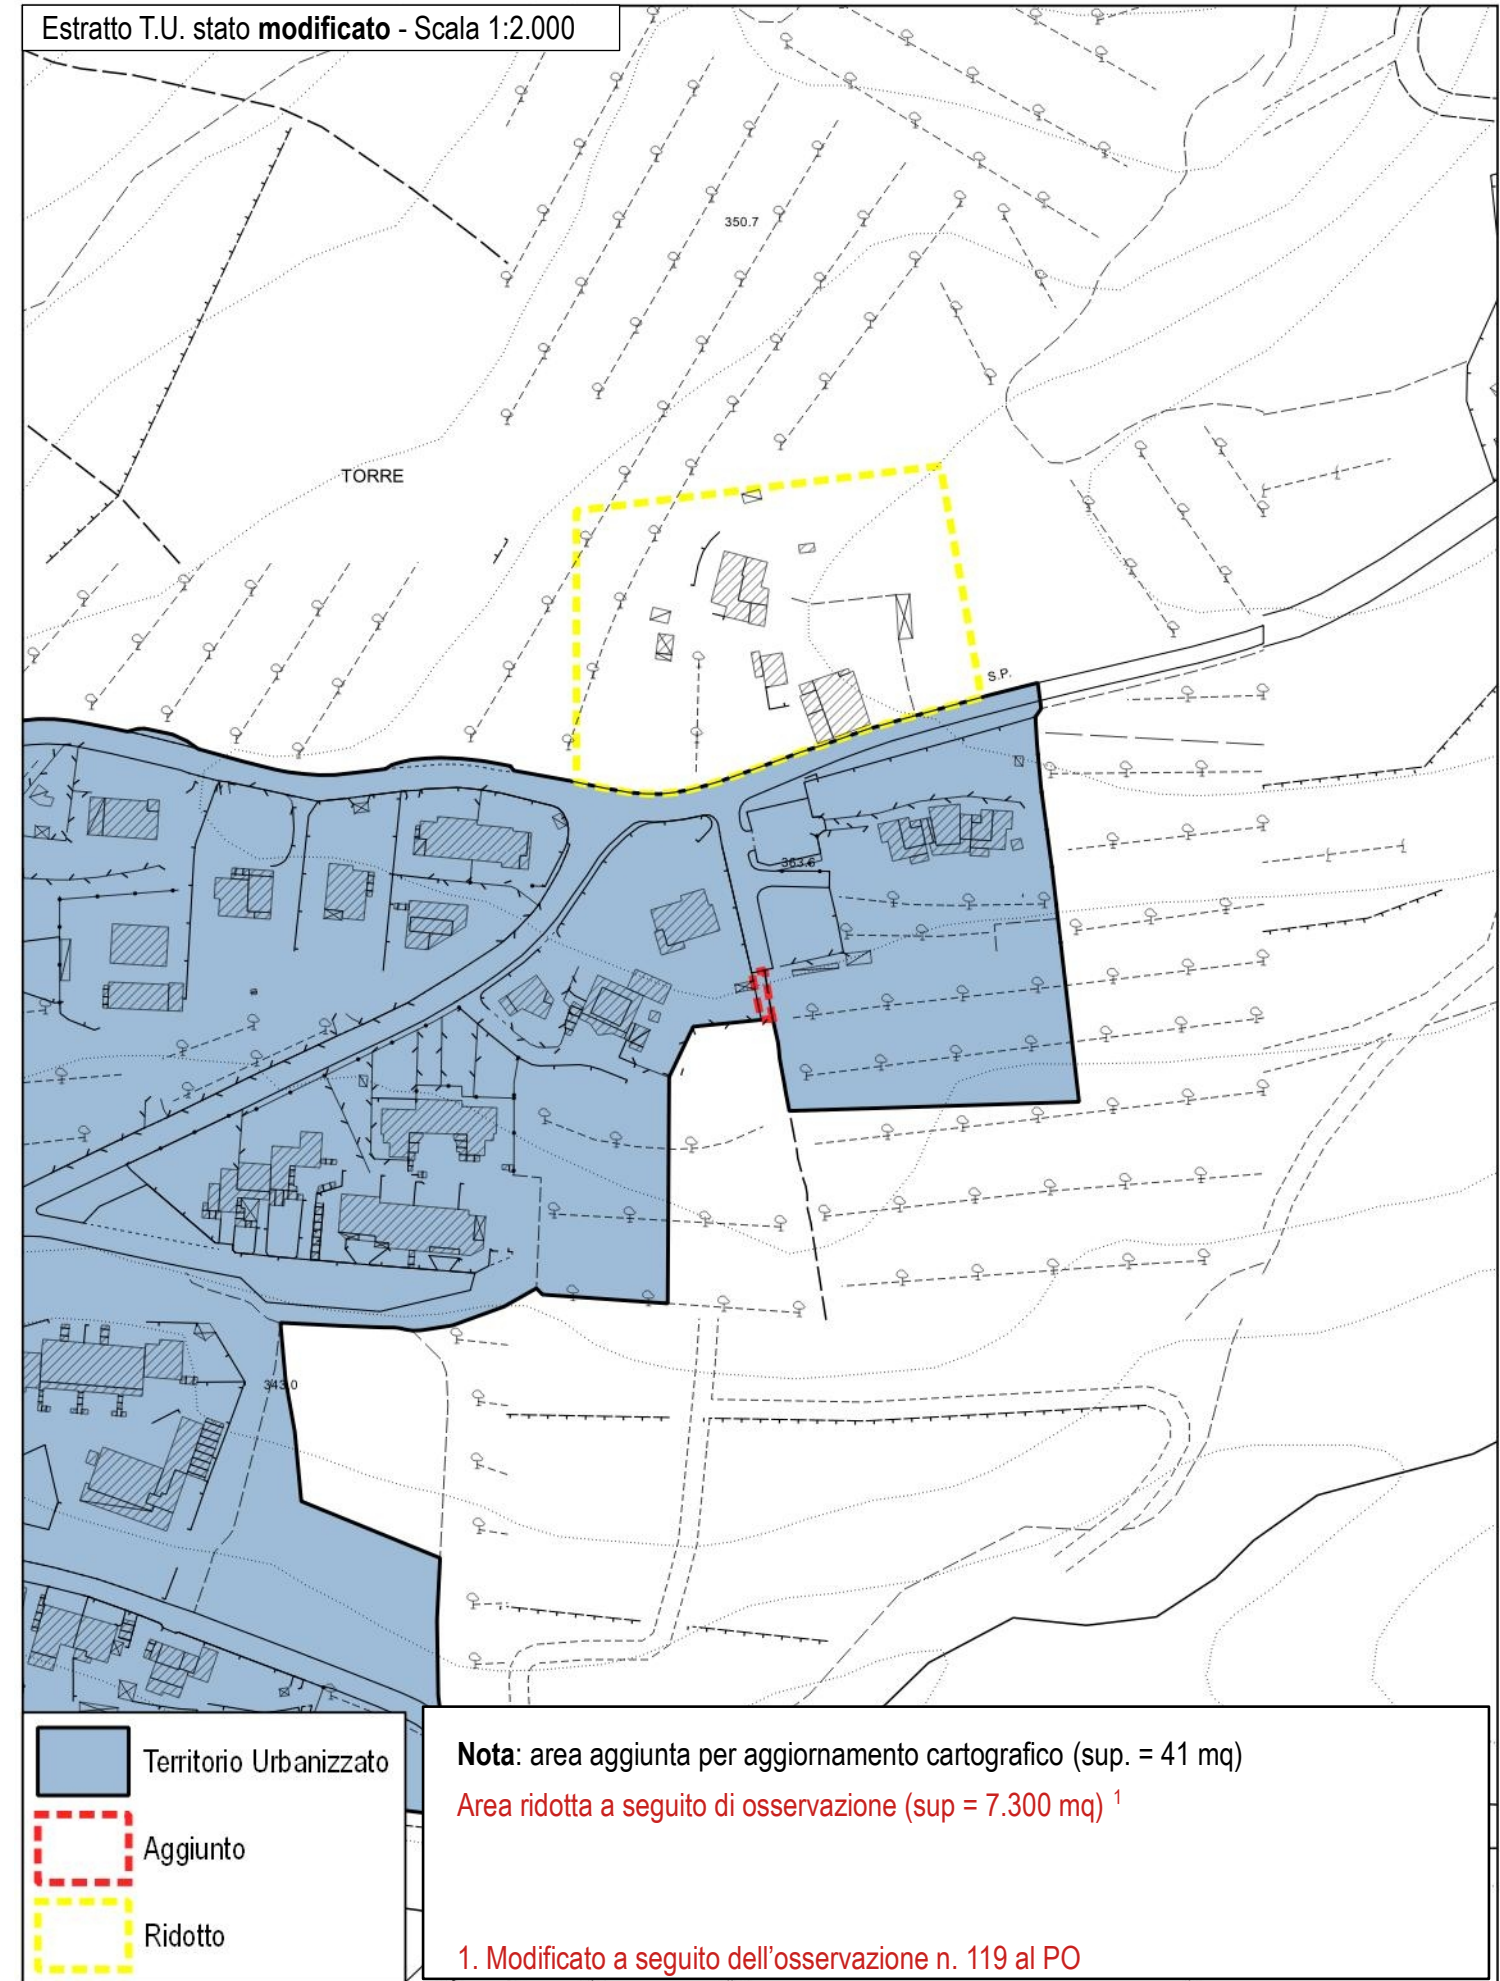 Estratto T.U. stato modificato - Scala 1:2.000
350.7
TORRE
S.P.
363.6
343.0
Territorio Urbanizzato
Aggiunto
Ridotto
Nota: area aggiunta per aggiornamento cartografico (sup. = 41 mq)
Area ridotta a seguito di osservazione (sup = 7.300 mq) 1
1. Modificato a seguito dell'osservazione n. 119 al PO